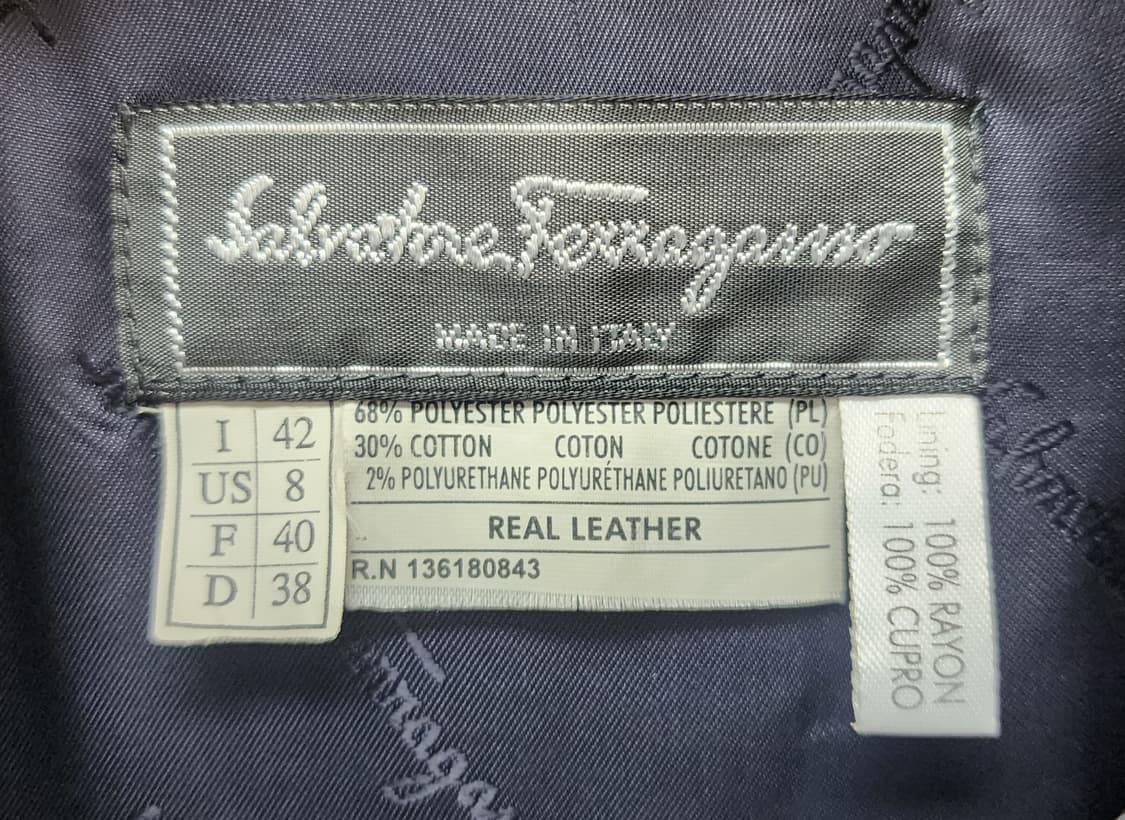 Salvatore Ferragamo
MADE IN ITALY
I 42
US 8
F 40
D 38
68% POLYESTER POLYESTER POLIESTERE (PL)
30% COTTON COTON COTONE (CO)
2% POLYURETHANE POLYURÉTHANE POLIURETANO (PU)
REAL LEATHER
R.N 136180843
Lining: 100% RAYON
Fodera: 100% CUPRO